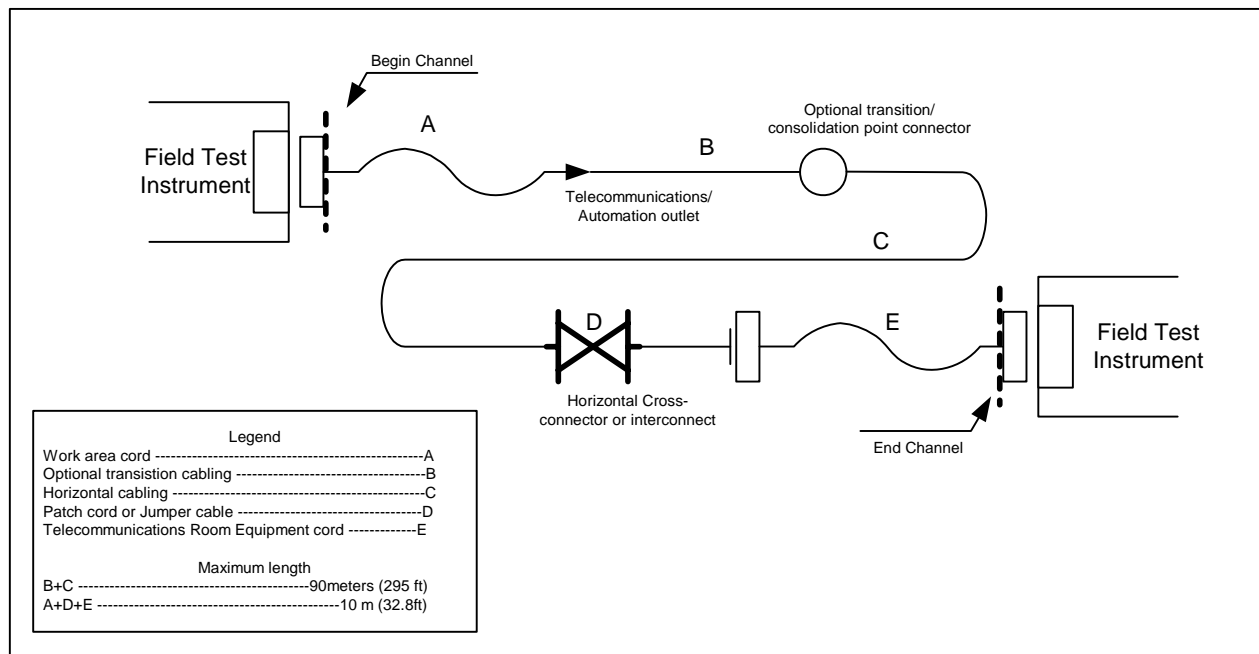 Begin Channel
A
Optional transition/
consolidation point connector
B
Field Test
Instrument
Telecommunications/
Automation outlet
C
D
E
Field Test
Instrument
Horizontal Cross-
connector or interconnect
End Channel
Legend
Work area cord ------------------------------------------------A
Optional transistion cabling ----------------------------------B
Horizontal cabling ---------------------------------------------C
Patch cord or Jumper cable ---------------------------------D
Telecommunications Room Equipment cord -------------E
Maximum length
B+C ------------------------------------------90meters (295 ft)
A+D+E --------------------------------------------10 m (32.8ft)